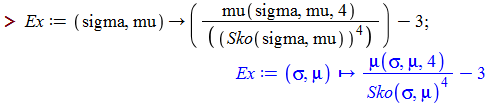 > Ex := (sigma, mu) → ( mu(sigma, mu, 4) / ((Sko(sigma, mu))^4) ) − 3;
Ex := (σ, μ) ↦ μ(σ, μ, 4) / Sko(σ, μ)^4 − 3